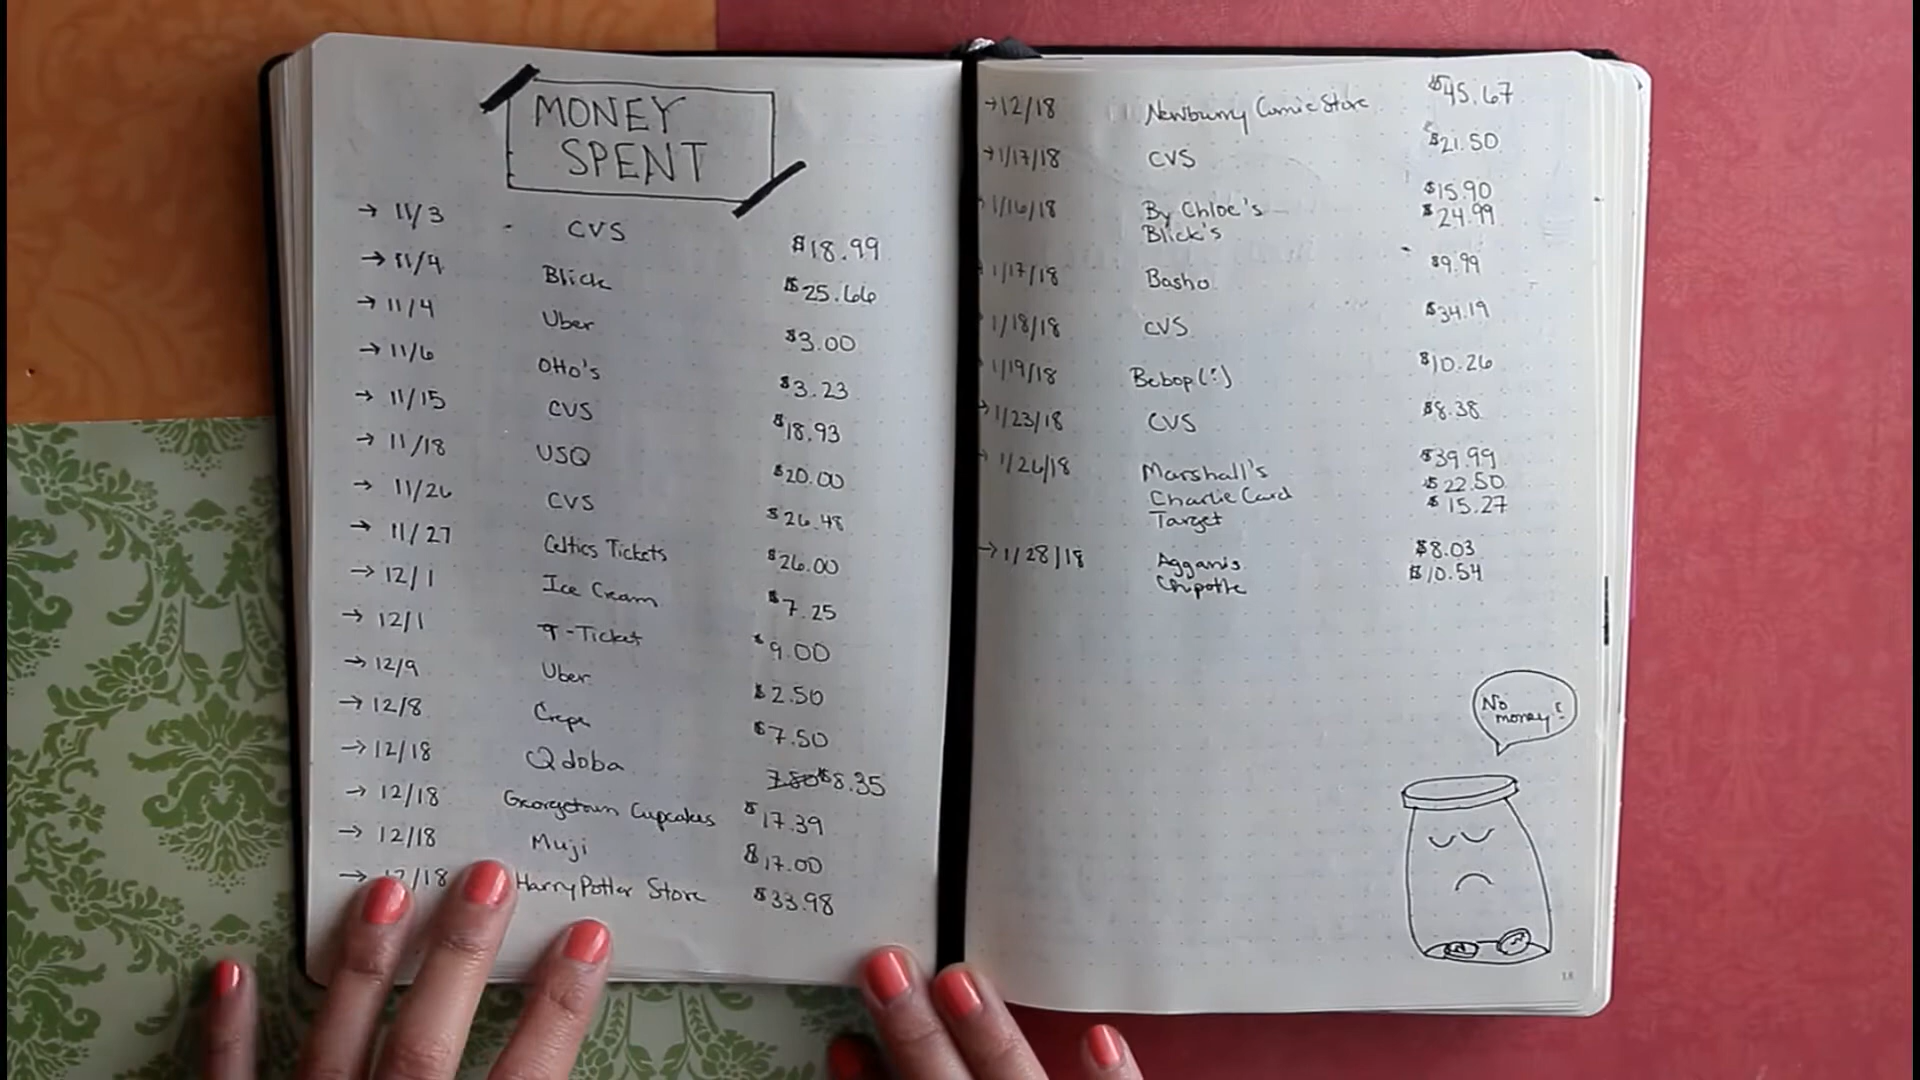 MONEY
SPENT
→ 11/3 - CVS $18.99
→ 11/4 Blick $25.66
→ 11/4 Uber $3.00
→ 11/6 Otto's $3.23
→ 11/15 CVS $18.93
→ 11/18 USQ $20.00
→ 11/26 CVS $26.48
→ 11/27 Celtics Tickets $26.00
→ 12/1 Ice Cream $7.25
→ 12/1 T-Ticket $9.00
→ 12/9 Uber $2.50
→ 12/8 Crepe $7.50
→ 12/18 Qdoba 7.80 $8.35
→ 12/18 Georgetown Cupcakes $17.39
→ 12/18 Muji $17.00
→ 12/18 Harry Potter Store $33.98
→ 12/18 Newburry Comic Store $45.67
→ 1/17/18 CVS $21.50
→ 1/16/18 By Chloe's $15.90
Blick's $24.99
→ 1/17/18 Basho $9.99
→ 1/18/18 CVS $34.19
→ 1/19/18 Bebop (:) $10.26
→ 1/23/18 CVS $8.38
→ 1/26/18 Marshall's $39.99
Charlie Card $22.50
Target $15.27
→ 1/28/18 Agganis $8.03
Chipotle $10.54
No
money!